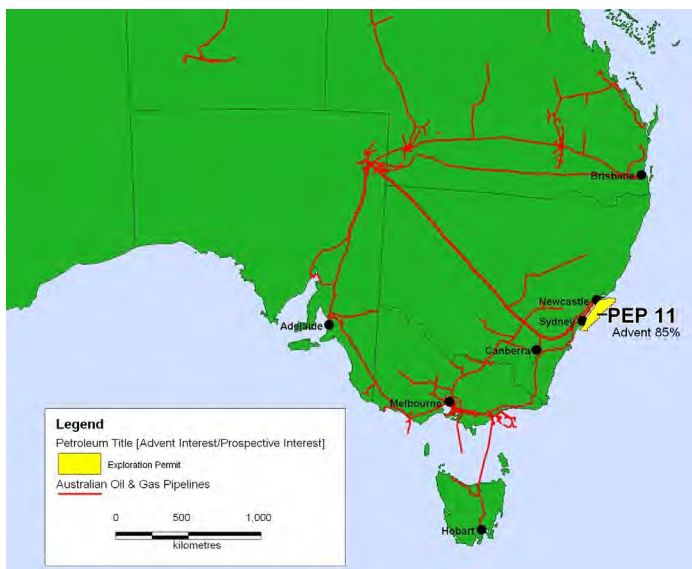 Brisbane
Newcastle
PEP 11
Sydney
Advent 85%
Adelaide
Canberra
Melbourne
Legend
Petroleum Title [Advent Interest/Prospective Interest]
Exploration Permit
Australian Oil & Gas Pipelines
0 500 1,000
kilometres
Hobart